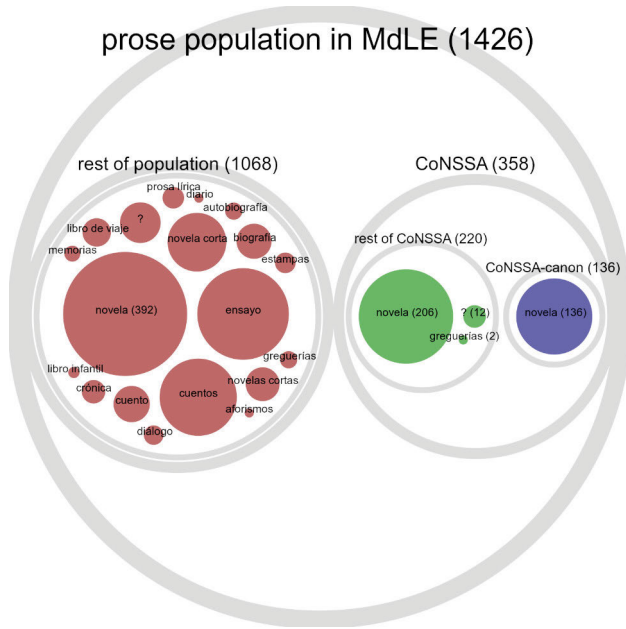 prose population in MdLE (1426)
rest of population (1068)
prosa lírica
diario
autobiografía
?
libro de viaje
novela corta
biografía
memorias
estampas
novela (392)
ensayo
greguerías
libro infantil
crónica
cuentos
novelas cortas
cuento
aforismos
diálogo
CoNSSA (358)
rest of CoNSSA (220)
CoNSSA-canon (136)
novela (206)
? (12)
greguerías (2)
novela (136)